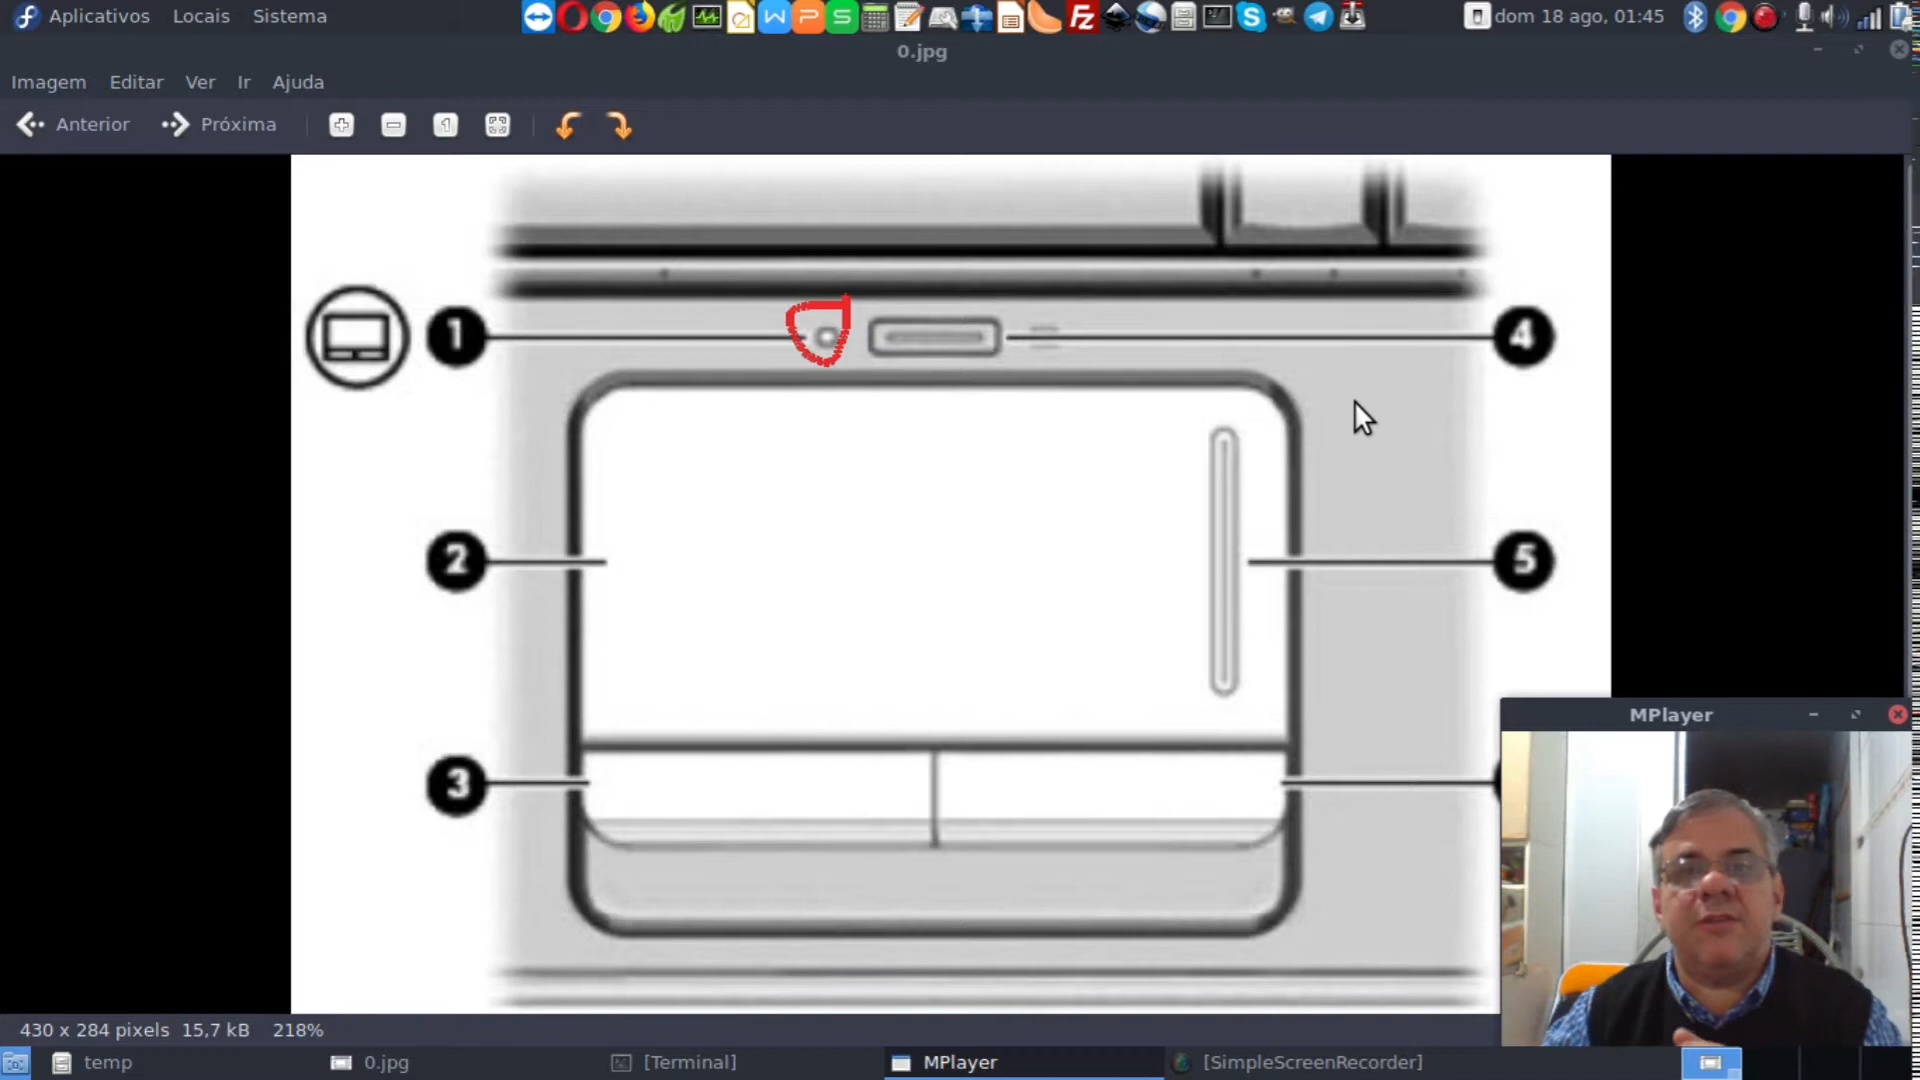 Aplicativos Locais Sistema
dom 18 ago, 01:45
0.jpg
Imagem Editar Ver Ir Ajuda
Anterior Próxima
1
4
2
5
3
MPlayer
430 x 284 pixels 15,7 kB 218%
temp 0.jpg [Terminal] MPlayer [SimpleScreenRecorder]